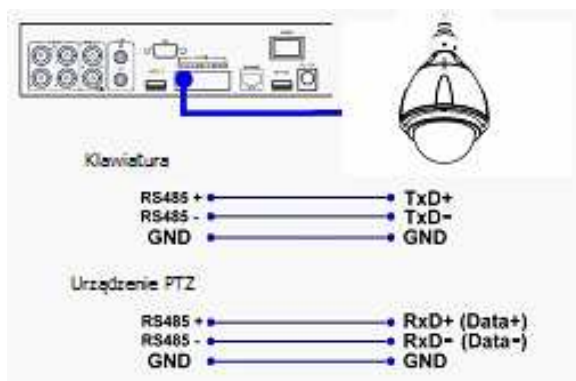 Klawiatura
RS485 + TxD+
RS485 - TxD-
GND GND
Urządzenie PTZ
RS485 + RxD+ (Data+)
RS485 - RxD- (Data-)
GND GND